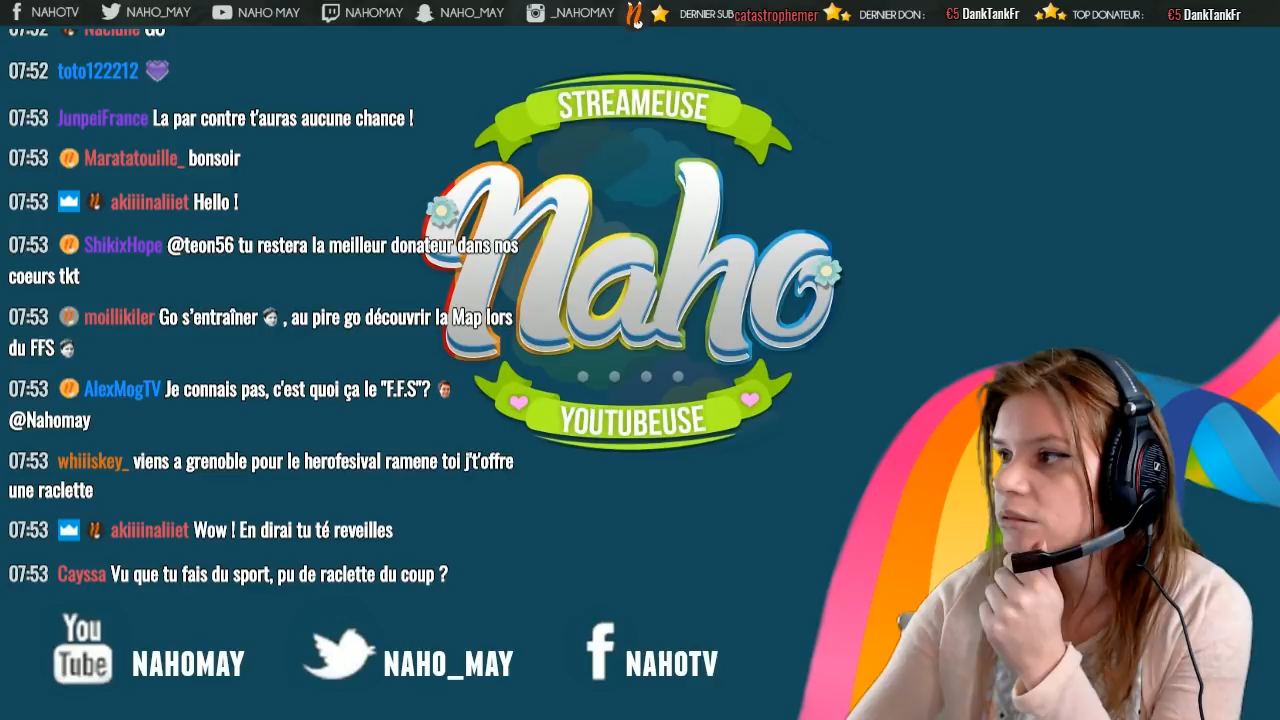 NAHOTV NAHO_MAY NAHO MAY NAHOMAY NAHO_MAY _NAHOMAY DERNIER SUB catastrophemer DERNIER DON : €5 DankTankFr TOP DONATEUR : €5 DankTankFr
07:52 toto122212
07:53 JunpeiFrance La par contre t'auras aucune chance !
07:53 Maratatouille_ bonsoir
07:53 akiiiinaliiet Hello !
07:53 ShikixHope @teon56 tu restera la meilleur donateur dans nos
coeurs tkt
07:53 moillikiler Go s'entraîner , au pire go découvrir la Map lors
du FFS
07:53 AlexMogTV Je connais pas, c'est quoi ça le "F.F.S"?
@Nahomay
07:53 whiiiskey_ viens a grenoble pour le herofesival ramene toi j't'offre
une raclette
07:53 akiiiinaliiet Wow ! En dirai tu té reveilles
07:53 Cayssa Vu que tu fais du sport, pu de raclette du coup ?
STREAMEUSE
Naho
YOUTUBEUSE
You
Tube NAHOMAY NAHO_MAY NAHOTV